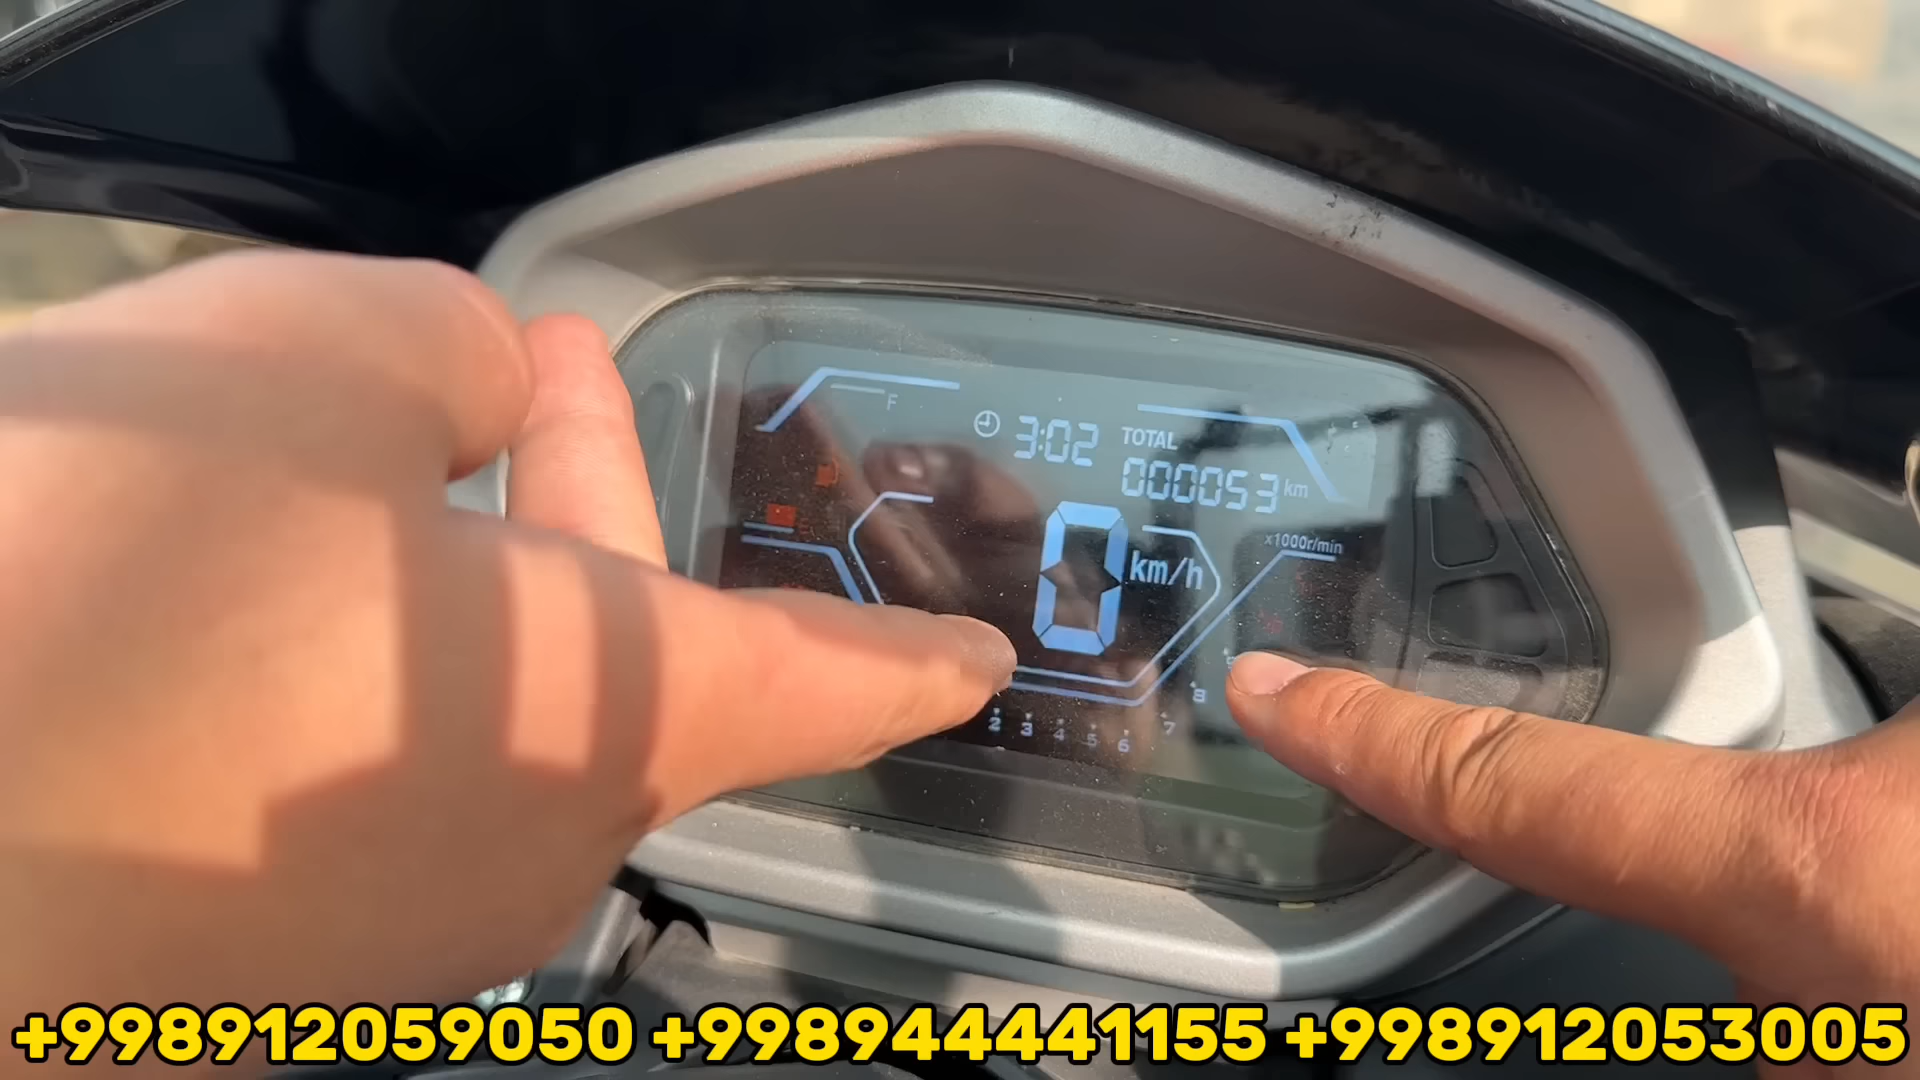 F
3:02 TOTAL
000053 km
0 km/h
x1000r/min
2 3 4 5 6 7 8
+998912059050 +998944441155 +998912053005